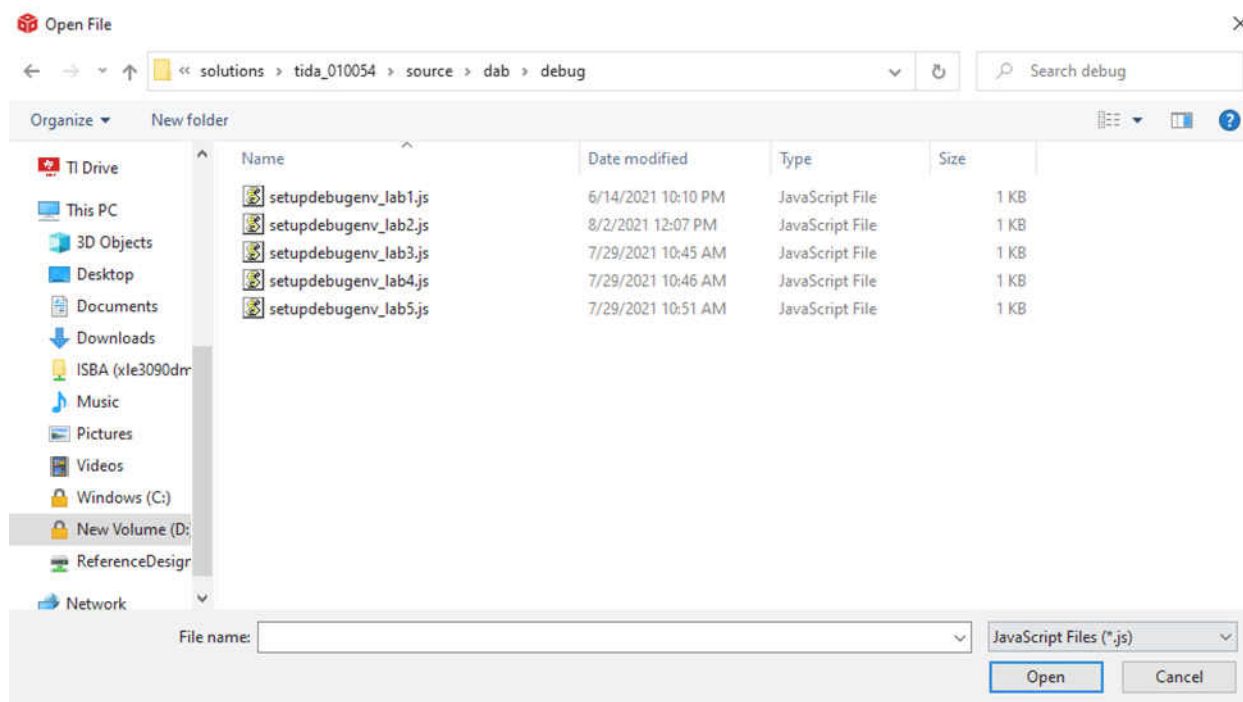 Open File
« solutions › tida_010054 › source › dab › debug
Search debug
Organize
New folder
Name
Date modified
Type
Size
TI Drive
This PC
3D Objects
Desktop
Documents
Downloads
ISBA (xle3090dm
Music
Pictures
Videos
Windows (C:)
New Volume (D:
ReferenceDesign
Network
setupdebugenv_lab1.js 6/14/2021 10:10 PM JavaScript File 1 KB
setupdebugenv_lab2.js 8/2/2021 12:07 PM JavaScript File 1 KB
setupdebugenv_lab3.js 7/29/2021 10:45 AM JavaScript File 1 KB
setupdebugenv_lab4.js 7/29/2021 10:46 AM JavaScript File 1 KB
setupdebugenv_lab5.js 7/29/2021 10:51 AM JavaScript File 1 KB
File name:
JavaScript Files (*.js)
Open
Cancel